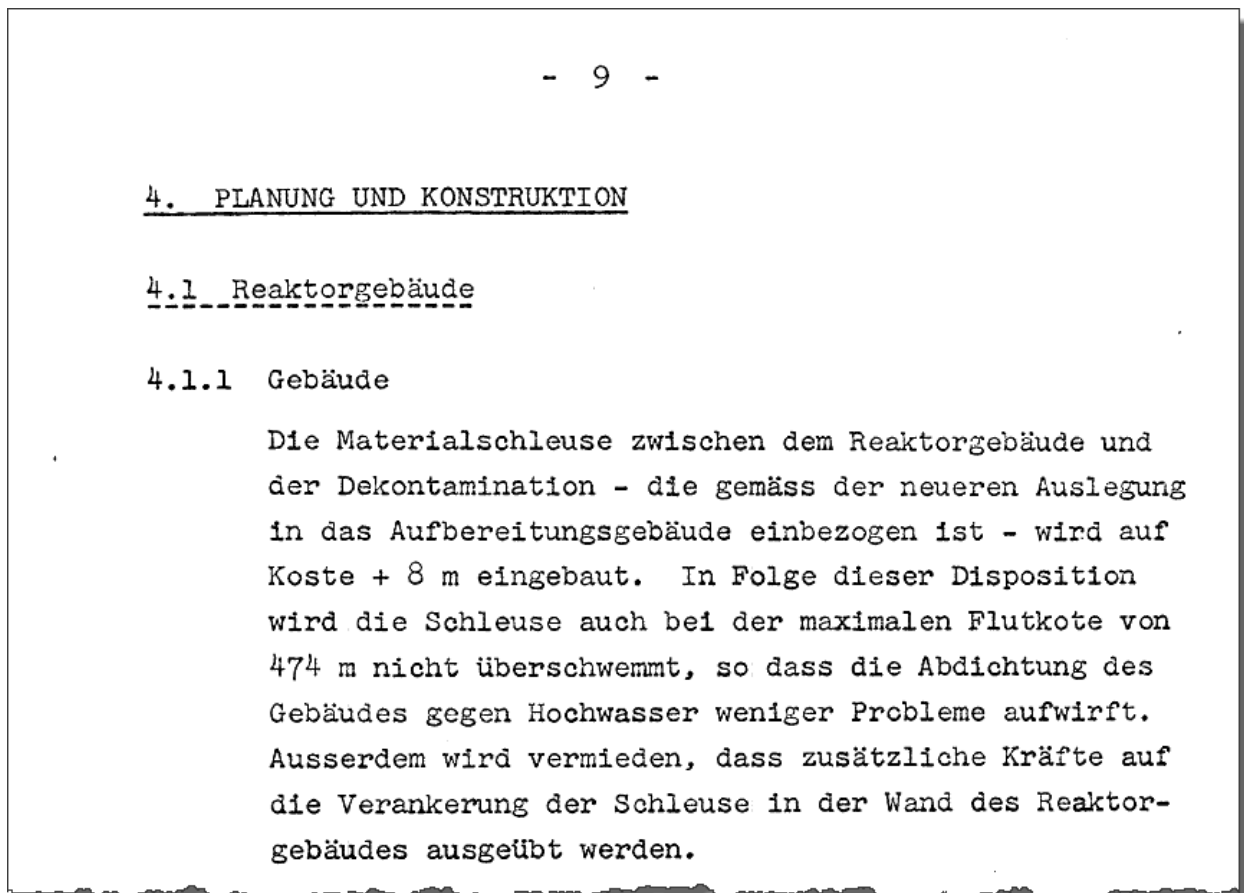 - 9 -
4. PLANUNG UND KONSTRUKTION
4.1 Reaktorgebäude
4.1.1 Gebäude
Die Materialschleuse zwischen dem Reaktorgebäude und
der Dekontamination - die gemäss der neueren Auslegung
in das Aufbereitungsgebäude einbezogen ist - wird auf
Koste + 8 m eingebaut. In Folge dieser Disposition
wird die Schleuse auch bei der maximalen Flutkote von
474 m nicht überschwemmt, so dass die Abdichtung des
Gebäudes gegen Hochwasser weniger Probleme aufwirft.
Ausserdem wird vermieden, dass zusätzliche Kräfte auf
die Verankerung der Schleuse in der Wand des Reaktor-
gebäudes ausgeübt werden.